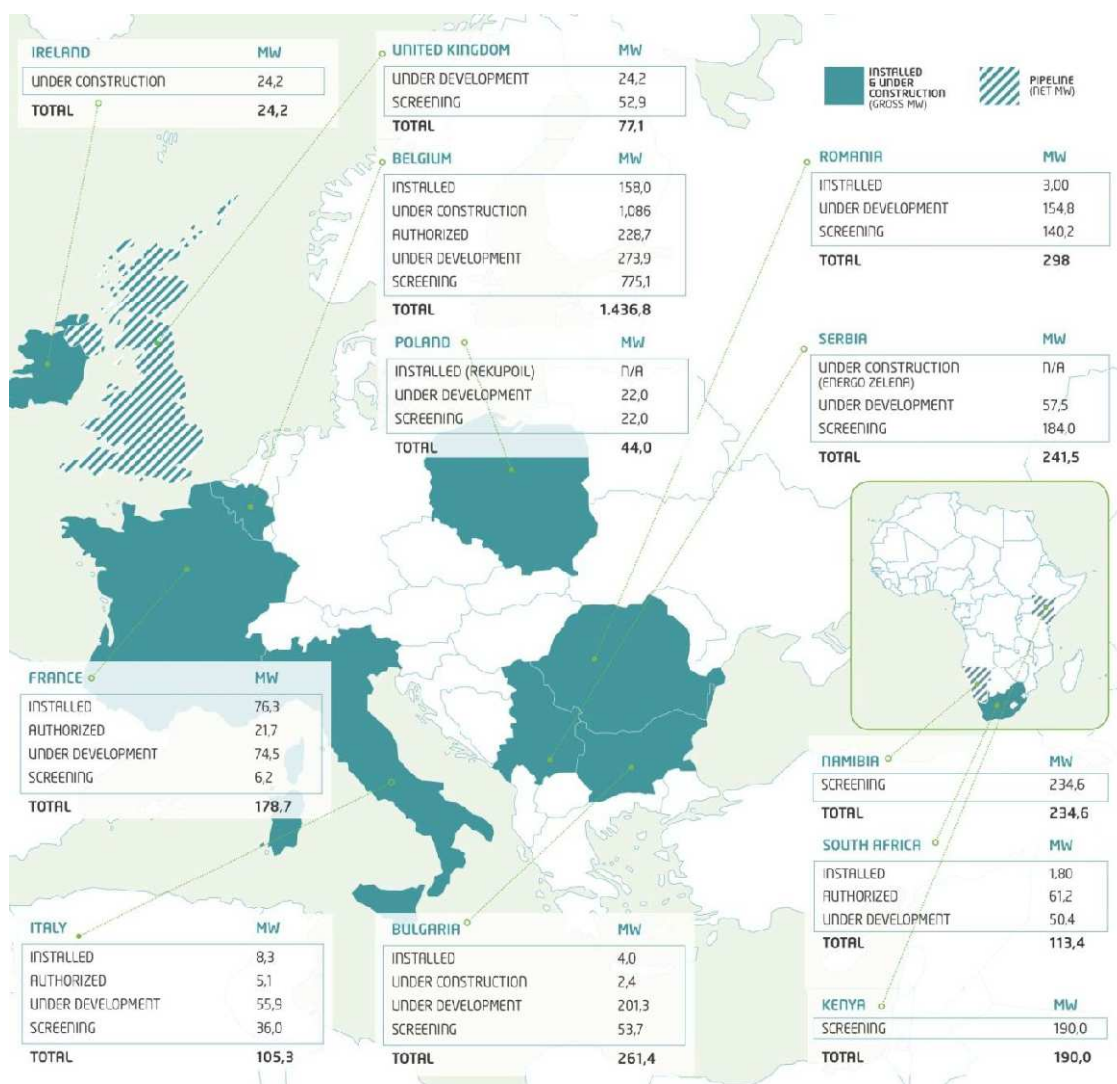 IRELAND MW
UNDER CONSTRUCTION 24,2
TOTAL 24,2
UNITED KINGDOM MW
UNDER DEVELOPMENT 24,2
SCREENING 52,9
TOTAL 77,1
INSTALLED
& UNDER
CONSTRUCTION
(GROSS MW)
PIPELINE
(NET MW)
BELGIUM MW
INSTALLED 158,0
UNDER CONSTRUCTION 1,086
AUTHORIZED 228,7
UNDER DEVELOPMENT 273,9
SCREENING 775,1
TOTAL 1.436,8
ROMANIA MW
INSTALLED 3,00
UNDER DEVELOPMENT 154,8
SCREENING 140,2
TOTAL 298
POLAND MW
INSTALLED (REKUPOIL) N/A
UNDER DEVELOPMENT 22,0
SCREENING 22,0
TOTAL 44,0
SERBIA MW
UNDER CONSTRUCTION N/A
(ENERGO ZELENA)
UNDER DEVELOPMENT 57,5
SCREENING 184,0
TOTAL 241,5
FRANCE MW
INSTALLED 76,3
AUTHORIZED 21,7
UNDER DEVELOPMENT 74,5
SCREENING 6,2
TOTAL 178,7
NAMIBIA MW
SCREENING 234,6
TOTAL 234,6
SOUTH AFRICA MW
INSTALLED 1,80
AUTHORIZED 61,2
UNDER DEVELOPMENT 50,4
TOTAL 113,4
ITALY MW
INSTALLED 8,3
AUTHORIZED 5,1
UNDER DEVELOPMENT 55,9
SCREENING 36,0
TOTAL 105,3
BULGARIA MW
INSTALLED 4,0
UNDER CONSTRUCTION 2,4
UNDER DEVELOPMENT 201,3
SCREENING 53,7
TOTAL 261,4
KENYA MW
SCREENING 190,0
TOTAL 190,0